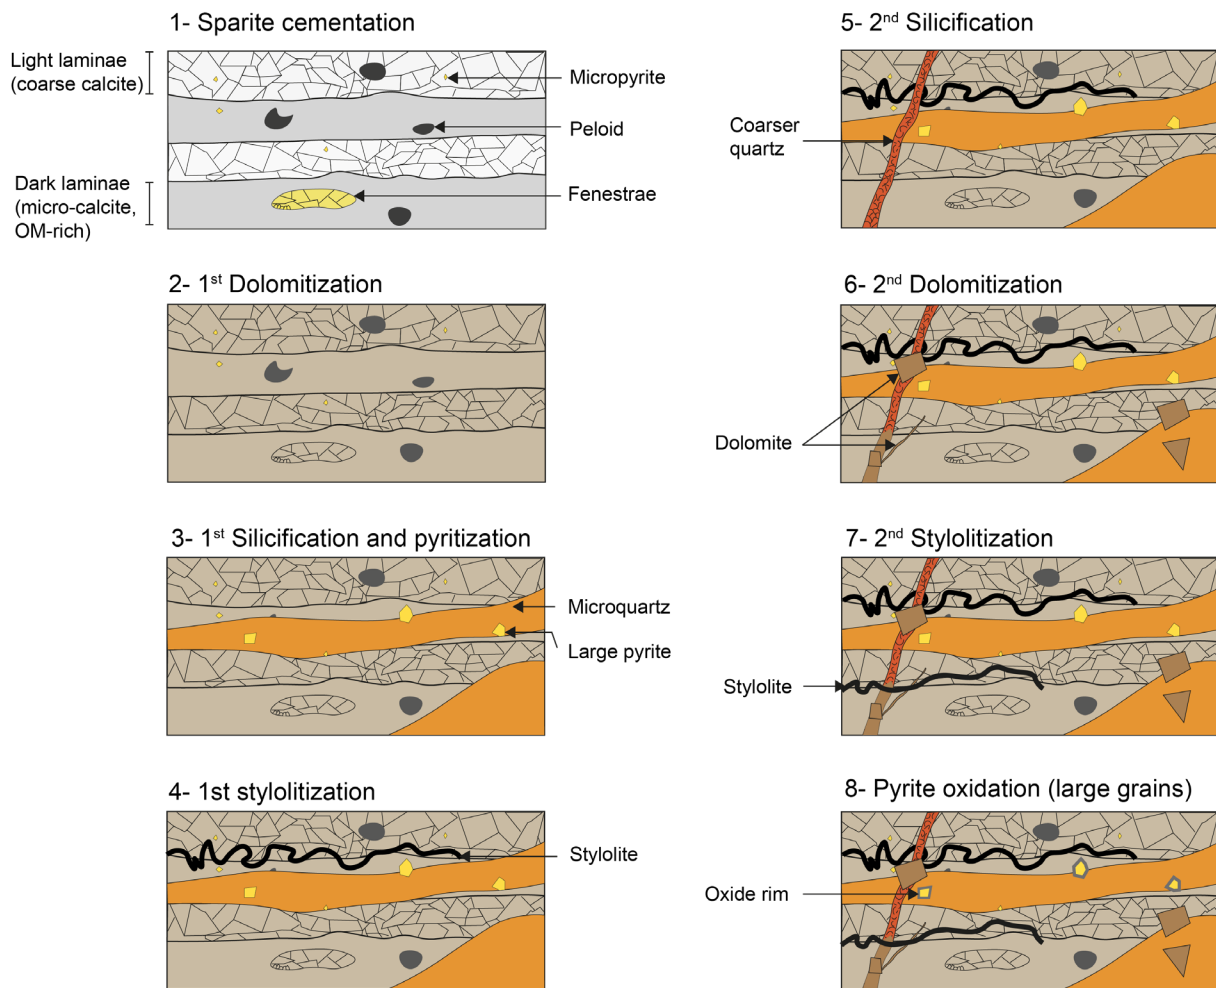 1- Sparite cementation
Light laminae
(coarse calcite)
Micropyrite
Peloid
Dark laminae
(micro-calcite,
OM-rich)
Fenestrae
2- 1st Dolomitization
3- 1st Silicification and pyritization
Microquartz
Large pyrite
4- 1st stylolitization
Stylolite
5- 2nd Silicification
Coarser
quartz
6- 2nd Dolomitization
Dolomite
7- 2nd Stylolitization
Stylolite
8- Pyrite oxidation (large grains)
Oxide rim